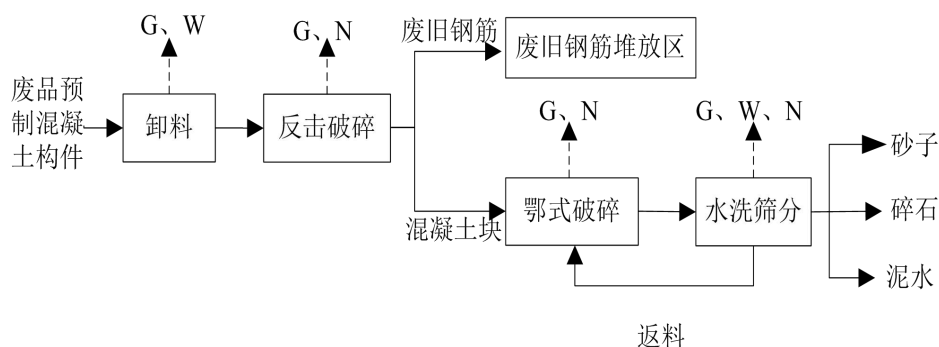 G、W
G、N
废旧钢筋
废旧钢筋堆放区
废品预
制混凝
土构件
卸料
反击破碎
G、N
G、W、N
砂子
混凝土块
鄂式破碎
水洗筛分
碎石
泥水
返料